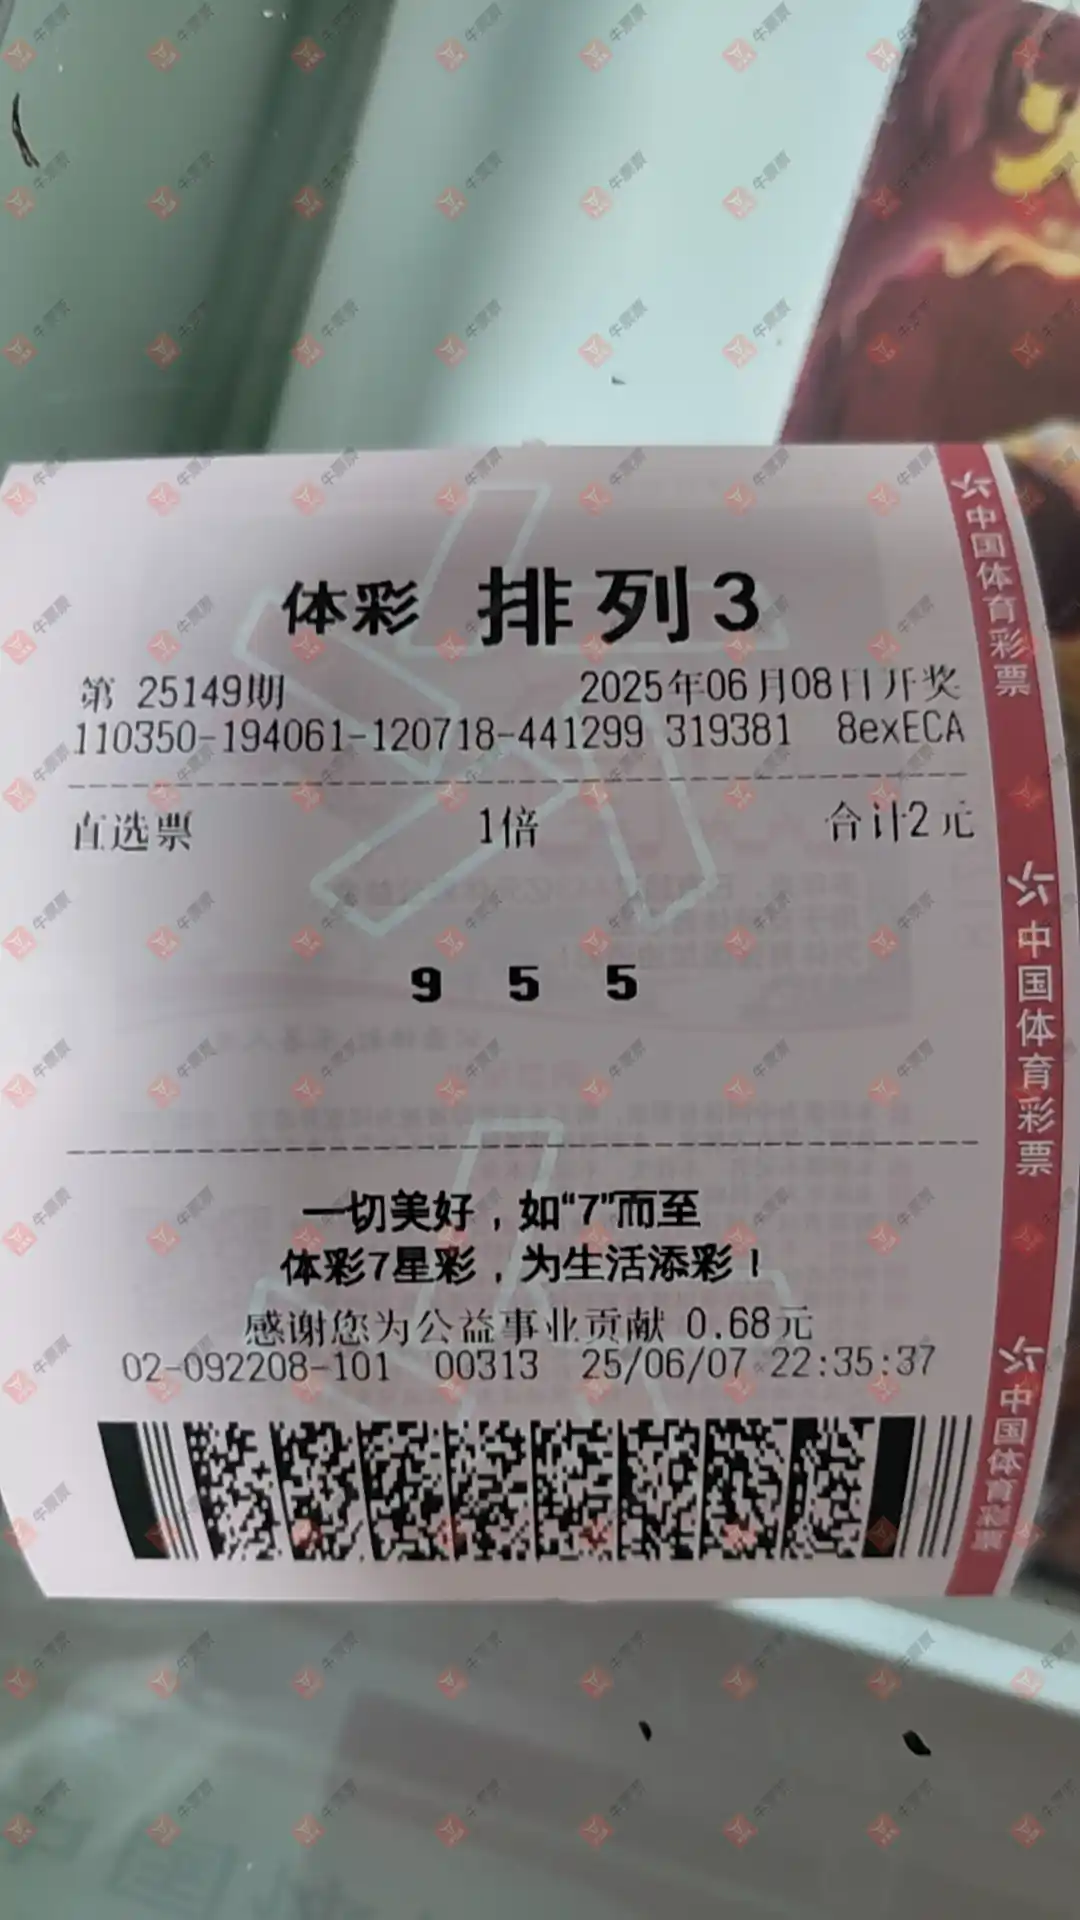 体彩 排列3
第 25149期 2025年06月08日开奖
110350-194061-120718-441299 319381 8exECA
直选票 1倍 合计2元
9 5 5
一切美好，如“7”而至
体彩7星彩，为生活添彩！
感谢您为公益事业贡献 0.68元
02-092208-101 00313 25/06/07 22:35:37
中国体育彩票
中国体育彩票
中国体育彩票
牛票票